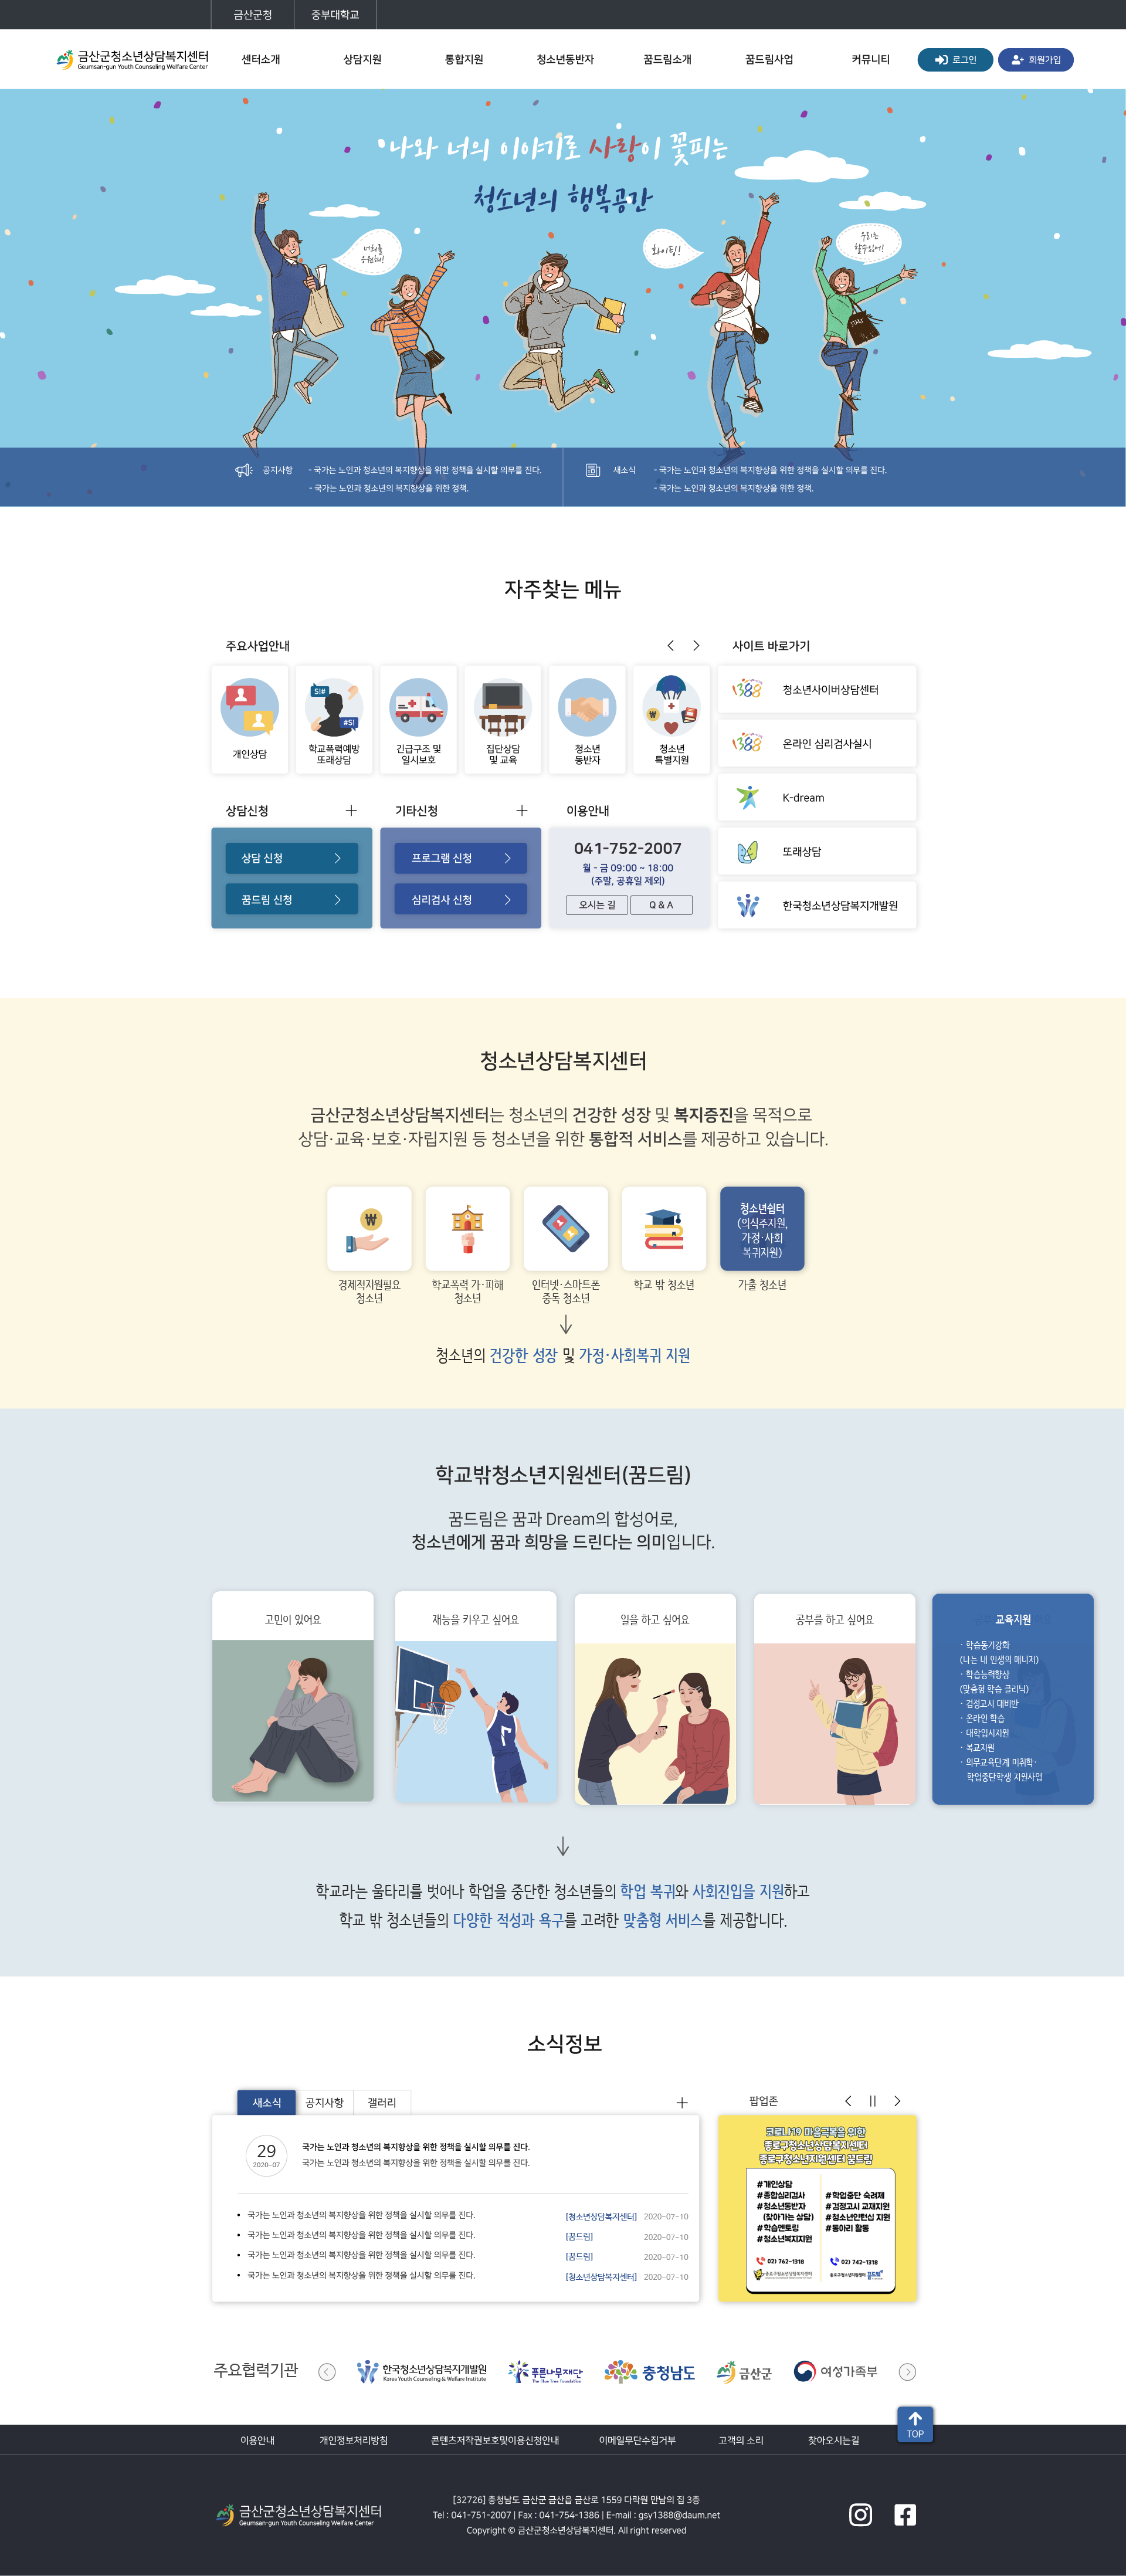 금산군청
중부대학교
금산군청소년상담복지센터
Geumsan-gun Youth Counseling Welfare Center
센터소개
상담지원
통합지원
청소년동반자
꿈드림소개
꿈드림사업
커뮤니티
로그인
회원가입
나와 너의 이야기로 사랑이 꽃피는
청소년의 행복공간
너희를
응원해!
화이팅!
우리는
할수있어!
공지사항
- 국가는 노인과 청소년의 복지향상을 위한 정책을 실시할 의무를 진다.
- 국가는 노인과 청소년의 복지향상을 위한 정책.
새소식
- 국가는 노인과 청소년의 복지향상을 위한 정책을 실시할 의무를 진다.
- 국가는 노인과 청소년의 복지향상을 위한 정책.
자주찾는 메뉴
주요사업안내
개인상담
S!#
#S!
학교폭력예방
또래상담
긴급구조 및
일시보호
집단상담
및 교육
청소년
동반자
청소년
특별지원
사이트 바로가기
1388
청소년사이버상담센터
1388
온라인 심리검사실시
K-dream
또래상담
한국청소년상담복지개발원
상담신청
상담 신청
꿈드림 신청
기타신청
프로그램 신청
심리검사 신청
이용안내
041-752-2007
월 - 금 09:00 ~ 18:00
(주말, 공휴일 제외)
오시는 길
Q & A
청소년상담복지센터
금산군청소년상담복지센터는 청소년의 건강한 성장 및 복지증진을 목적으로
상담·교육·보호·자립지원 등 청소년을 위한 통합적 서비스를 제공하고 있습니다.
경제적지원필요
청소년
학교폭력 가·피해
청소년
인터넷·스마트폰
중독 청소년
학교 밖 청소년
청소년쉼터
(의식주지원,
가정·사회
복귀지원)
가출 청소년
청소년의 건강한 성장 및 가정·사회복귀 지원
학교밖청소년지원센터(꿈드림)
꿈드림은 꿈과 Dream의 합성어로,
청소년에게 꿈과 희망을 드린다는 의미입니다.
고민이 있어요
재능을 키우고 싶어요
일을 하고 싶어요
공부를 하고 싶어요
교육지원
· 학습동기강화
(나는 내 인생의 매니저)
· 학습능력향상
(맞춤형 학습 클리닉)
· 검정고시 대비반
· 온라인 학습
· 대학입시지원
· 복교지원
· 의무교육단계 미취학·
학업중단학생 지원사업
학교라는 울타리를 벗어나 학업을 중단한 청소년들의 학업 복귀와 사회진입을 지원하고
학교 밖 청소년들의 다양한 적성과 욕구를 고려한 맞춤형 서비스를 제공합니다.
소식정보
새소식
공지사항
갤러리
29
2020-07
국가는 노인과 청소년의 복지향상을 위한 정책을 실시할 의무를 진다.
국가는 노인과 청소년의 복지향상을 위한 정책을 실시할 의무를 진다.
• 국가는 노인과 청소년의 복지향상을 위한 정책을 실시할 의무를 진다. [청소년상담복지센터] 2020-07-10
• 국가는 노인과 청소년의 복지향상을 위한 정책을 실시할 의무를 진다. [꿈드림] 2020-07-10
• 국가는 노인과 청소년의 복지향상을 위한 정책을 실시할 의무를 진다. [꿈드림] 2020-07-10
• 국가는 노인과 청소년의 복지향상을 위한 정책을 실시할 의무를 진다. [청소년상담복지센터] 2020-07-10
팝업존
코로나19 마음극복을 위한
종로구청소년상담복지센터
종로구청소년지원센터 꿈드림
#개인상담
#종합심리검사
#청소년동반자
(찾아가는 상담)
#학습멘토링
#청소년복지지원
02) 762-1318
종로구청소년상담복지센터
#학업중단 숙려제
#검정고시 교재지원
#청소년인턴십 지원
#동아리 활동
02) 742-1318
종로구청소년지원센터 꿈드림
주요협력기관
한국청소년상담복지개발원
Korea Youth Counseling & Welfare Institute
푸른나무재단
The Blue Tree Foundation
충청남도
금산군
여성가족부
TOP
이용안내
개인정보처리방침
콘텐츠저작권보호및이용신청안내
이메일무단수집거부
고객의 소리
찾아오시는길
금산군청소년상담복지센터
Geumsan-gun Youth Counseling Welfare Center
[32726] 충청남도 금산군 금산읍 금산로 1559 다락원 만남의 집 3층
Tel : 041-751-2007 | Fax : 041-754-1386 | E-mail : gsy1388@daum.net
Copyright © 금산군청소년상담복지센터. All right reserved